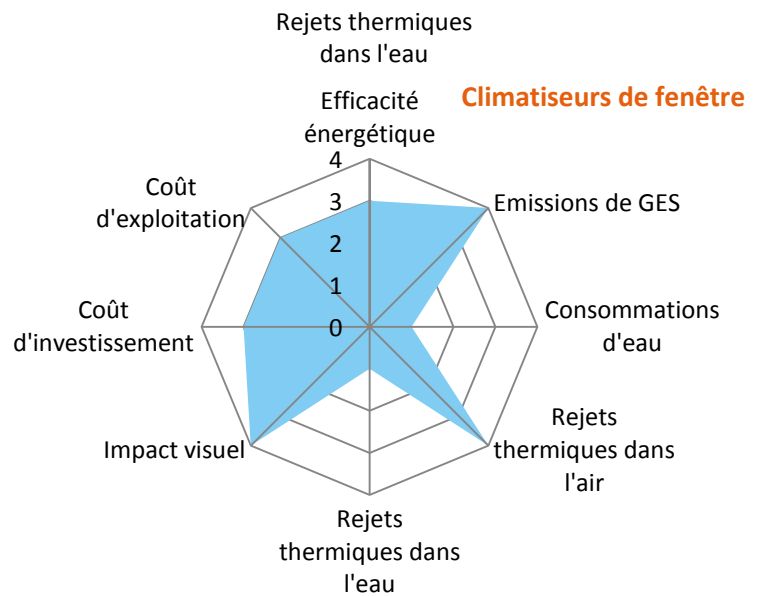 Rejets thermiques
dans l'eau
Climatiseurs de fenêtre
Efficacité
énergétique
4
3
2
1
0
Emissions de GES
Consommations
d'eau
Rejets
thermiques dans
l'air
Rejets
thermiques dans
l'eau
Impact visuel
Coût
d'investissement
Coût
d'exploitation